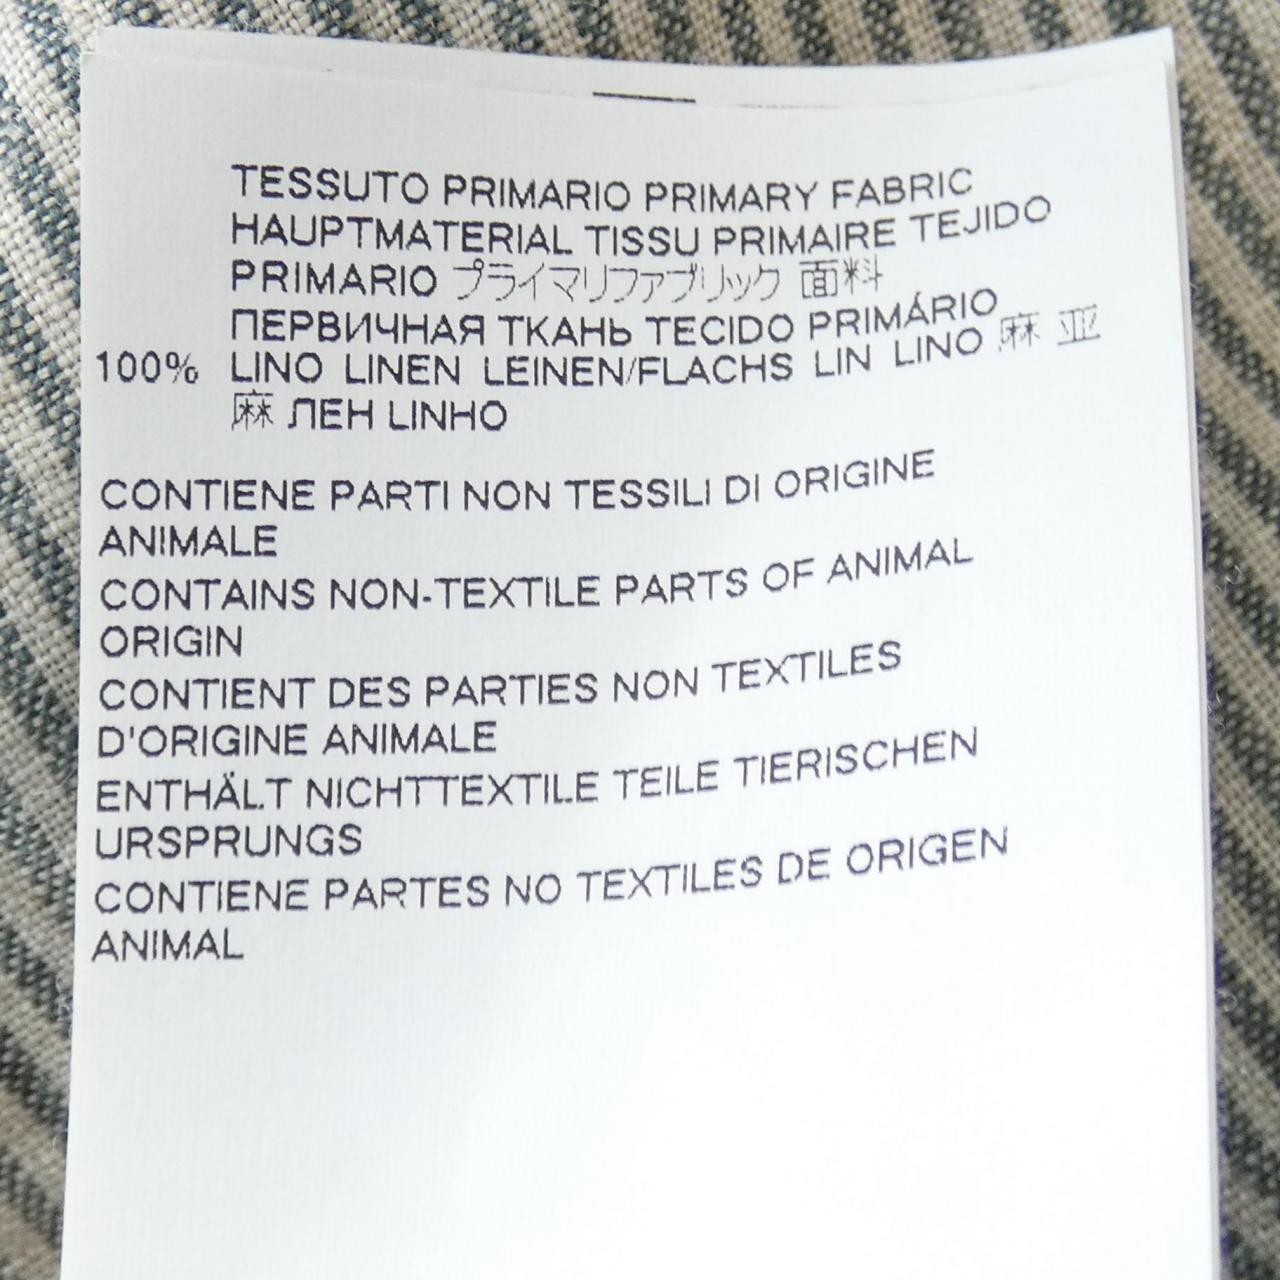 TESSUTO PRIMARIO PRIMARY FABRIC
HAUPTMATERIAL TISSU PRIMAIRE TEJIDO
PRIMARIO プライマリファブリック 面料
ПЕРВИЧНАЯ ТКАНЬ TECIDO PRIMÁRIO
100% LINO LINEN LEINEN/FLACHS LIN LINO 麻 亚
麻 ЛЕН LINHO
CONTIENE PARTI NON TESSILI DI ORIGINE
ANIMALE
CONTAINS NON-TEXTILE PARTS OF ANIMAL
ORIGIN
CONTIENT DES PARTIES NON TEXTILES
D'ORIGINE ANIMALE
ENTHÄLT NICHTTEXTILE TEILE TIERISCHEN
URSPRUNGS
CONTIENE PARTES NO TEXTILES DE ORIGEN
ANIMAL